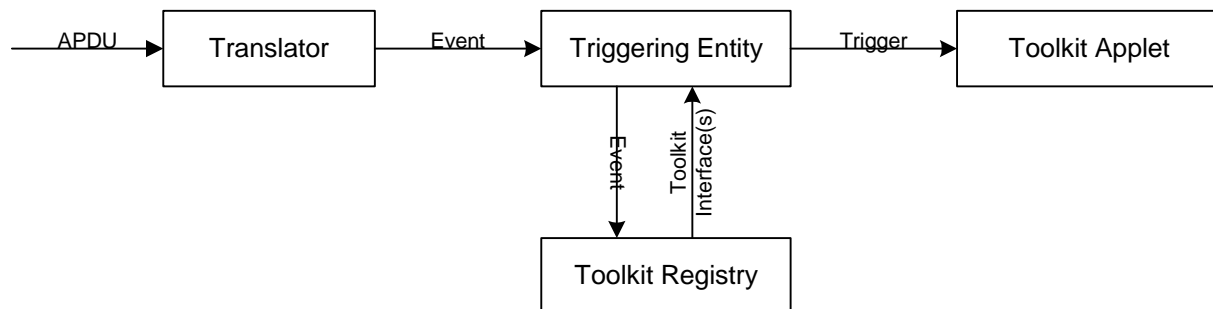 APDU
Translator
Event
Triggering Entity
Trigger
Toolkit Applet
Event
Toolkit
Interface(s)
Toolkit Registry